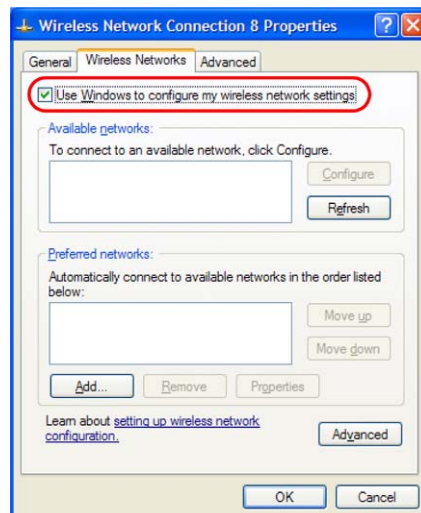 Wireless Network Connection 8 Properties
General Wireless Networks Advanced
Use Windows to configure my wireless network settings
Available networks:
To connect to an available network, click Configure.
Configure
Refresh
Preferred networks:
Automatically connect to available networks in the order listed
below:
Move up
Move down
Add... Remove Properties
Learn about setting up wireless network
configuration.
Advanced
OK Cancel